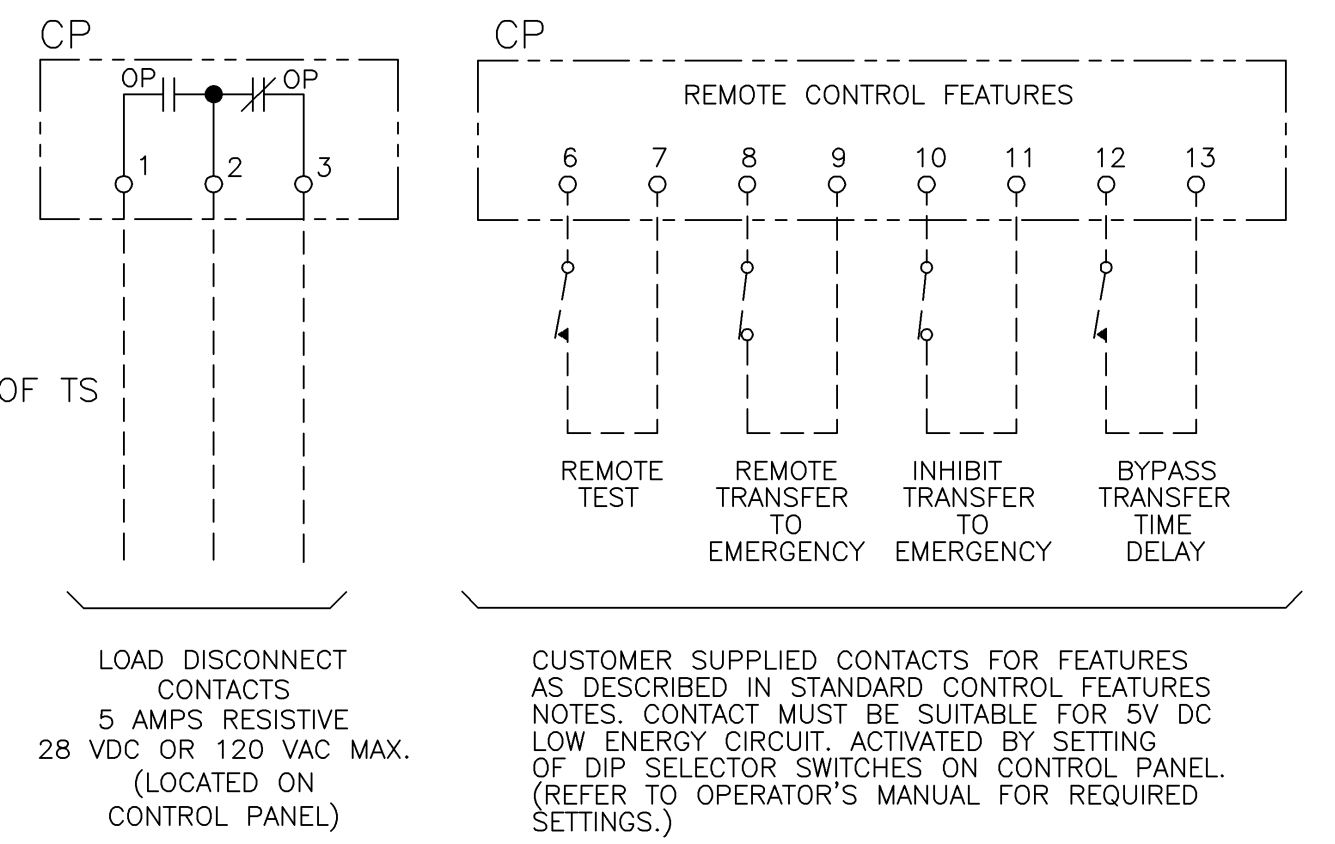 CP
OP
OP
1
2
3
OF TS
LOAD DISCONNECT
CONTACTS
5 AMPS RESISTIVE
28 VDC OR 120 VAC MAX.
(LOCATED ON
CONTROL PANEL)
CP
REMOTE CONTROL FEATURES
6 7 8 9 10 11 12 13
REMOTE
TEST
REMOTE
TRANSFER
TO
EMERGENCY
INHIBIT
TRANSFER
TO
EMERGENCY
BYPASS
TRANSFER
TIME
DELAY
CUSTOMER SUPPLIED CONTACTS FOR FEATURES
AS DESCRIBED IN STANDARD CONTROL FEATURES
NOTES. CONTACT MUST BE SUITABLE FOR 5V DC
LOW ENERGY CIRCUIT. ACTIVATED BY SETTING
OF DIP SELECTOR SWITCHES ON CONTROL PANEL.
(REFER TO OPERATOR'S MANUAL FOR REQUIRED
SETTINGS.)